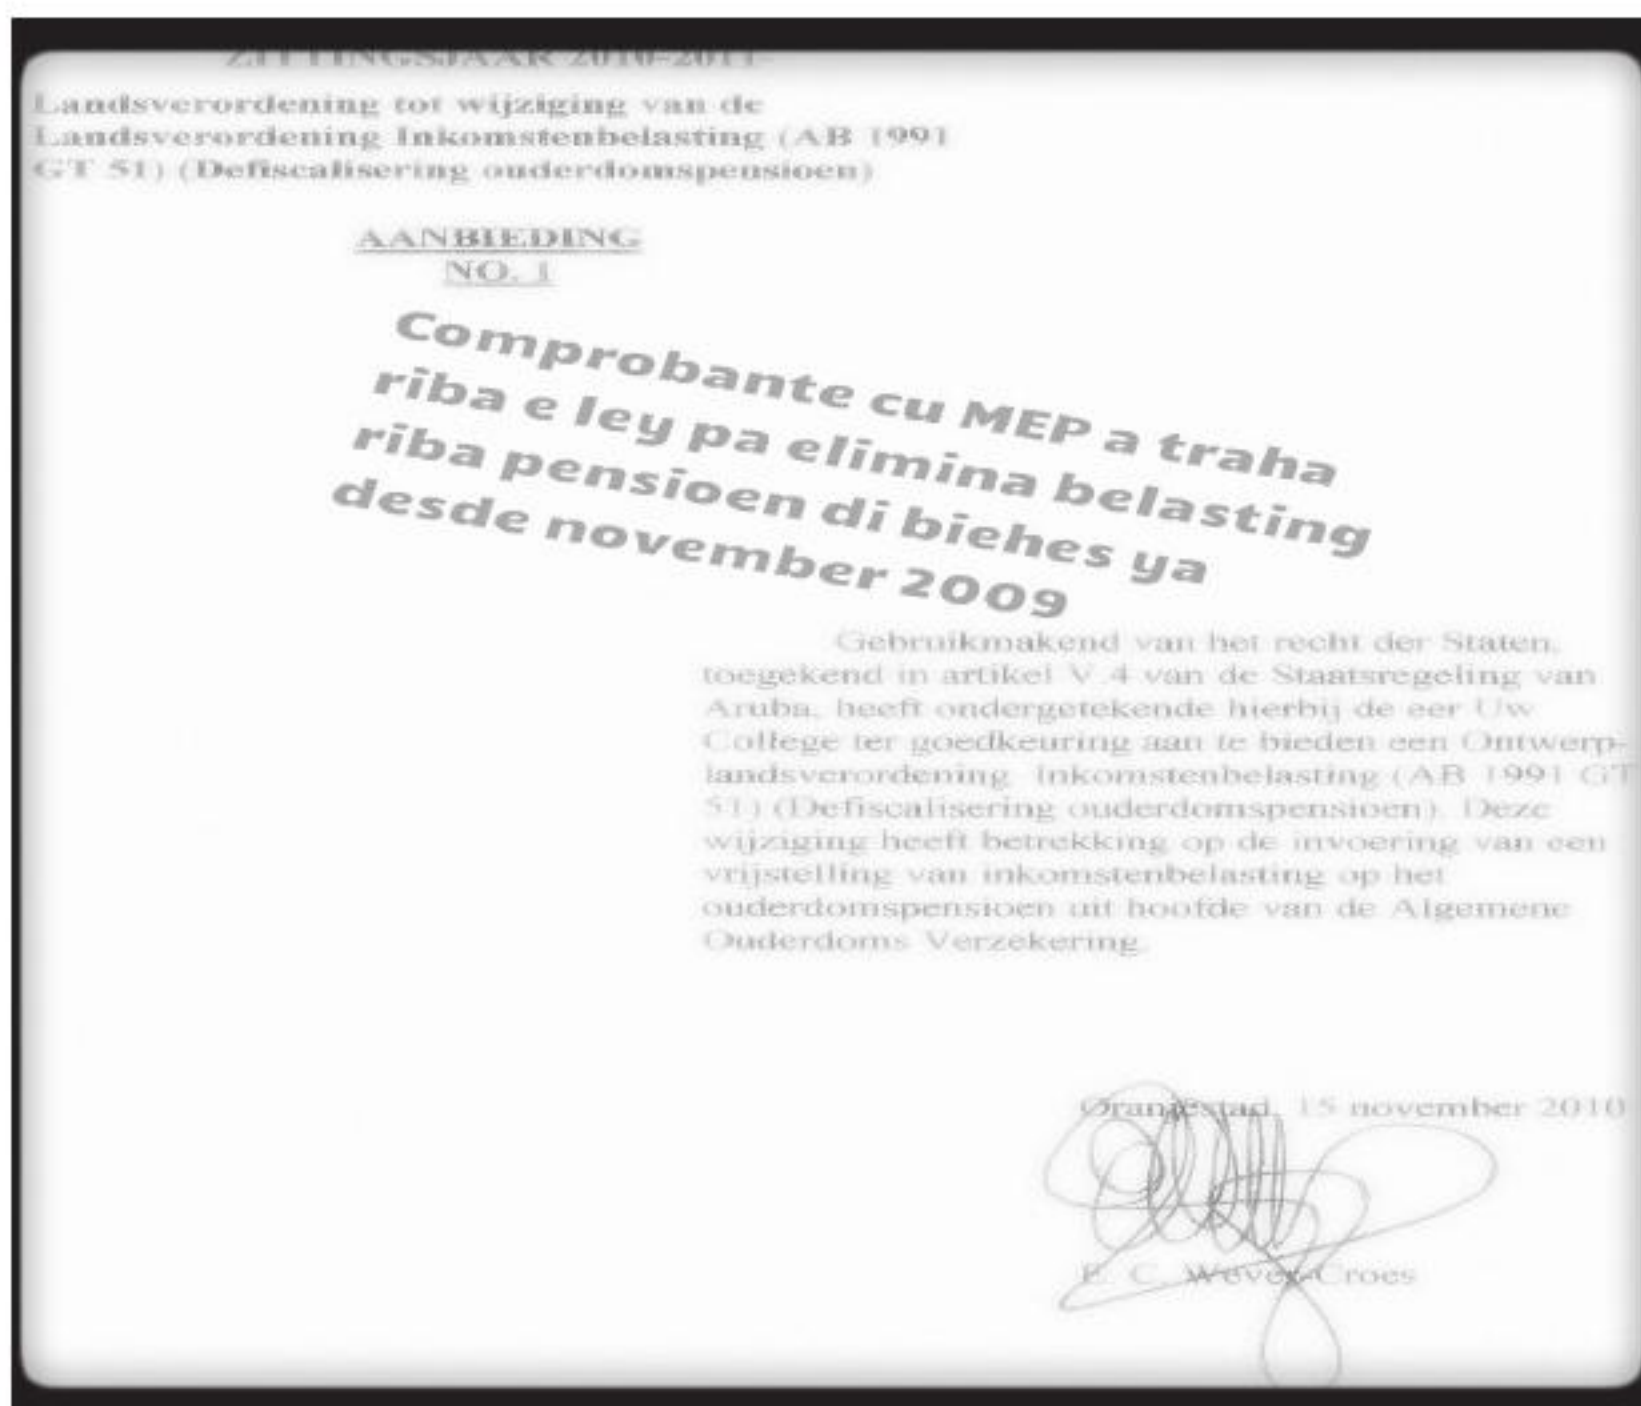 ZITTINGSJAAR 2010-2011-
Landsverordening tot wijziging van de
Landsverordening Inkomstenbelasting (AB 1991
GT 51) (Defiscalisering ouderdomspensioen)
AANBIEDING
NO. 1
Comprobante cu MEP a traha
riba e ley pa elimina belasting
riba pensioen di biehes ya
desde november 2009
Gebruikmakend van het recht der Staten,
toegekend in artikel V.4 van de Staatsregeling van
Aruba, heeft ondergetekende hierbij de eer Uw
College ter goedkeuring aan te bieden een Ontwerp-
landsverordening Inkomstenbelasting (AB 1991 GT
51) (Defiscalisering ouderdomspensioen). Deze
wijziging heeft betrekking op de invoering van een
vrijstelling van inkomstenbelasting op het
ouderdomspensioen uit hoofde van de Algemene
Ouderdoms Verzekering.
Oranjestad, 15 november 2010
E. C. Wever-Croes